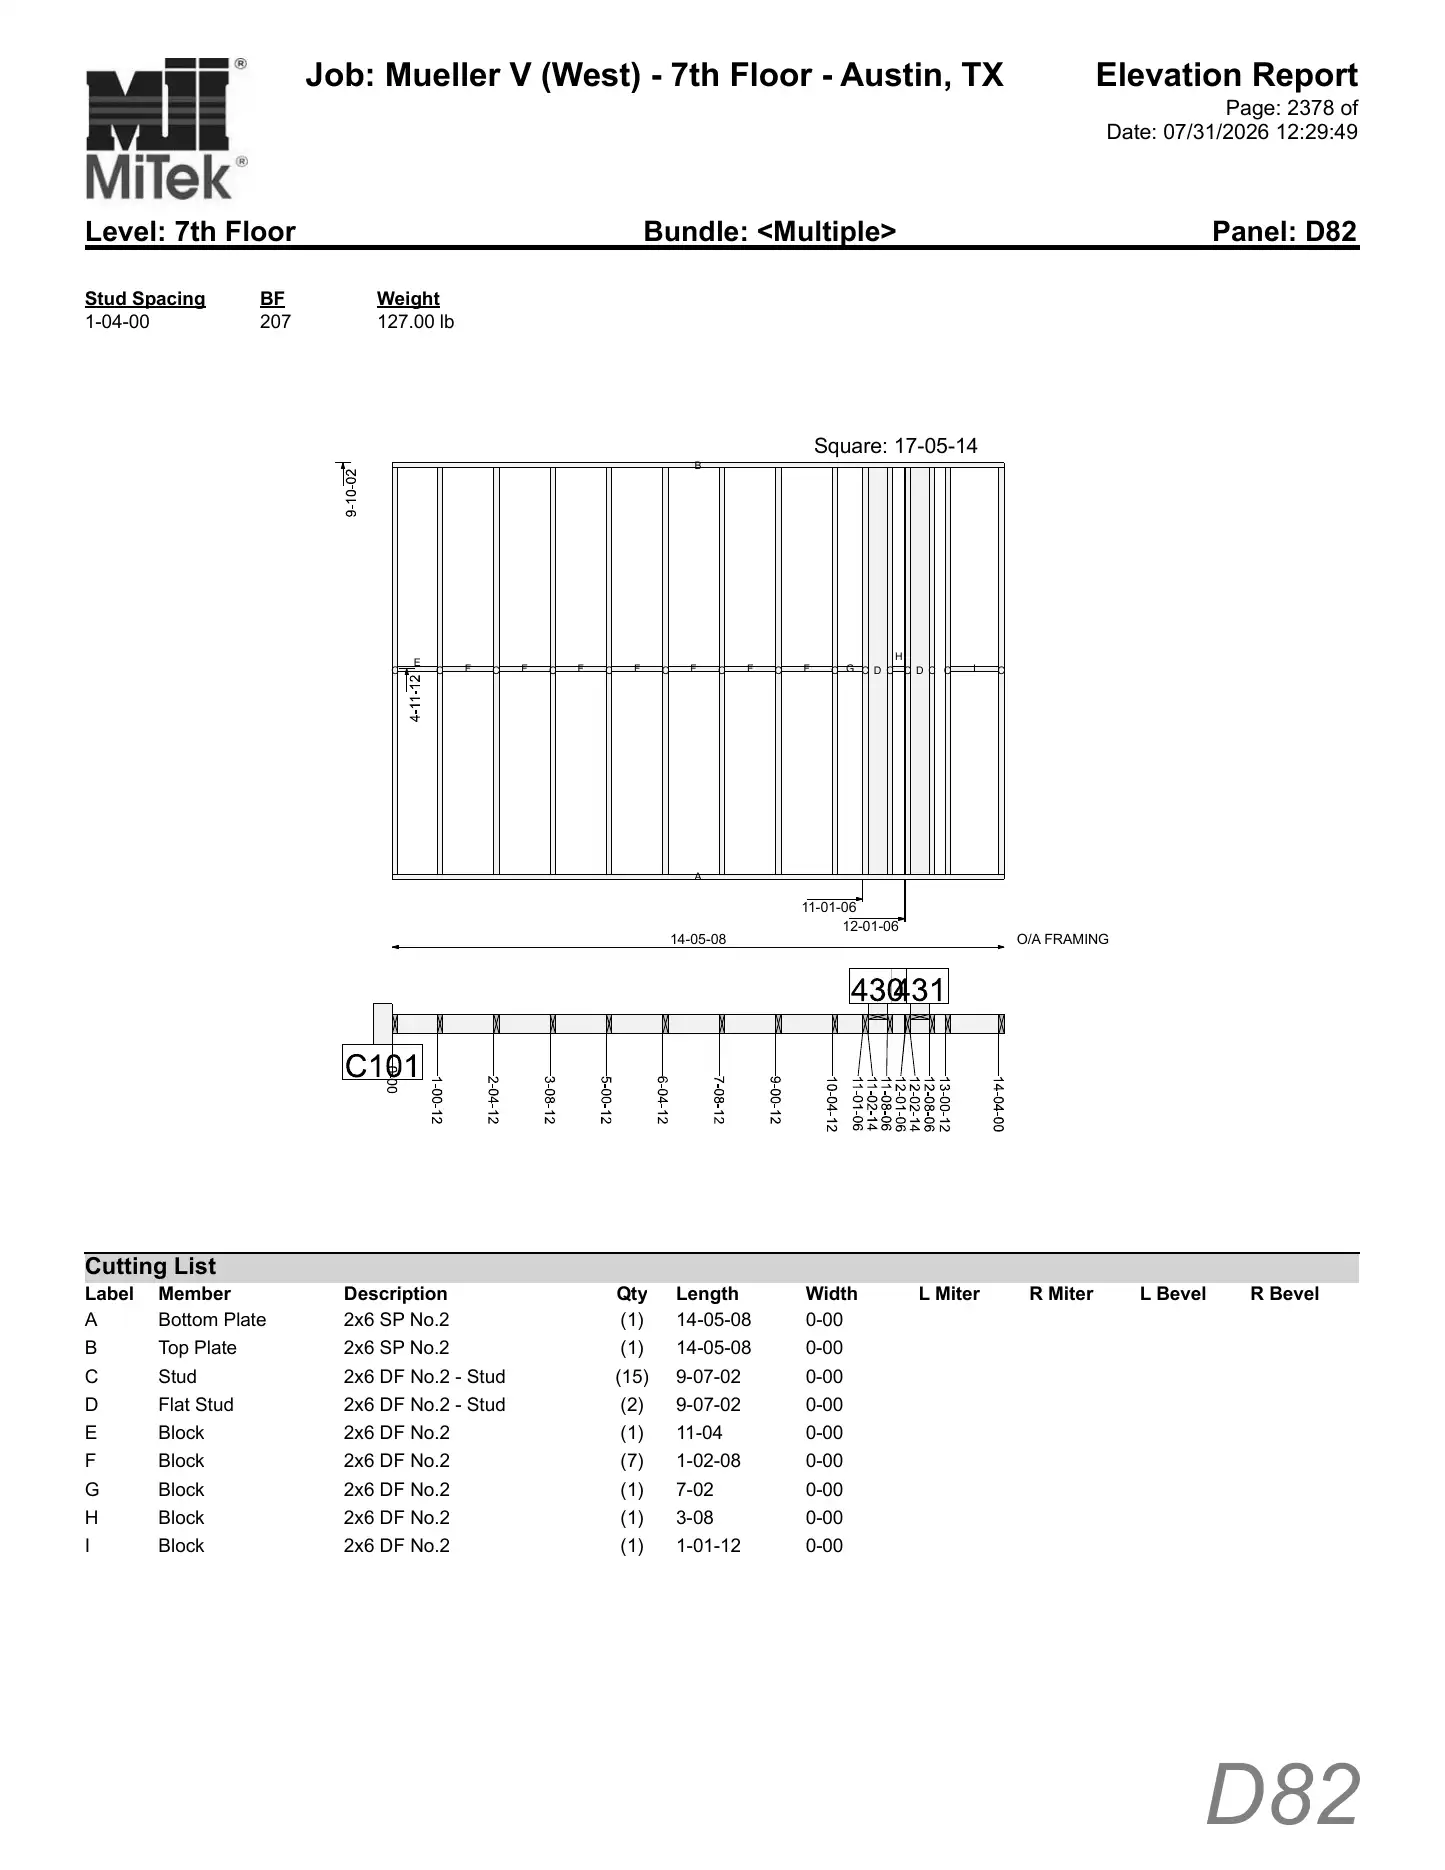 Job: Mueller V (West) - 7th Floor - Austin, TX
Elevation Report
Page: 2378 of
Date: 07/31/2026 12:29:49
MiTek
Level: 7th Floor Bundle: <Multiple> Panel: D82
Stud Spacing BF Weight
1-04-00 207 127.00 lb
Square: 17-05-14
B
9-10-02
E F F F F F F F G D H D I
4-11-12
A
11-01-06
12-01-06
14-05-08 O/A FRAMING
430 431
C101
1-00-12 2-04-12 3-08-12 5-00-12 6-04-12 7-08-12 9-00-12 10-04-12 11-01-06 11-02-14 11-08-06 12-01-06 12-02-14 12-08-06 13-00-12 14-04-00
Cutting List
Label Member Description Qty Length Width L Miter R Miter L Bevel R Bevel
A Bottom Plate 2x6 SP No.2 (1) 14-05-08 0-00
B Top Plate 2x6 SP No.2 (1) 14-05-08 0-00
C Stud 2x6 DF No.2 - Stud (15) 9-07-02 0-00
D Flat Stud 2x6 DF No.2 - Stud (2) 9-07-02 0-00
E Block 2x6 DF No.2 (1) 11-04 0-00
F Block 2x6 DF No.2 (7) 1-02-08 0-00
G Block 2x6 DF No.2 (1) 7-02 0-00
H Block 2x6 DF No.2 (1) 3-08 0-00
I Block 2x6 DF No.2 (1) 1-01-12 0-00
D82